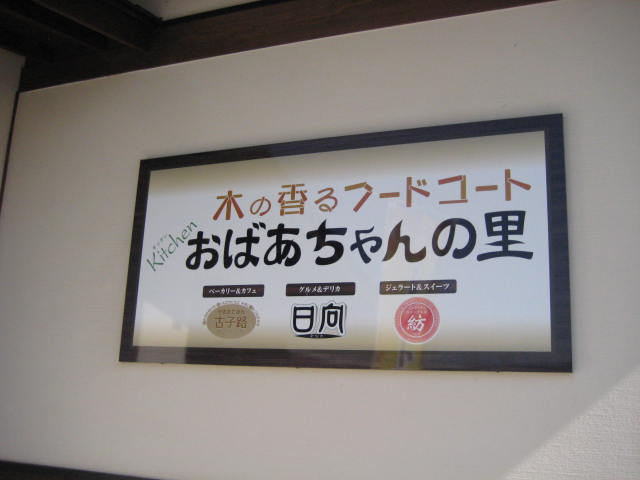 木の香るフードコート
Kitchen
おばあちゃんの里
ベーカリー&カフェ
グルメ&デリカ
ジェラート&スイーツ
古子路
日向
紡